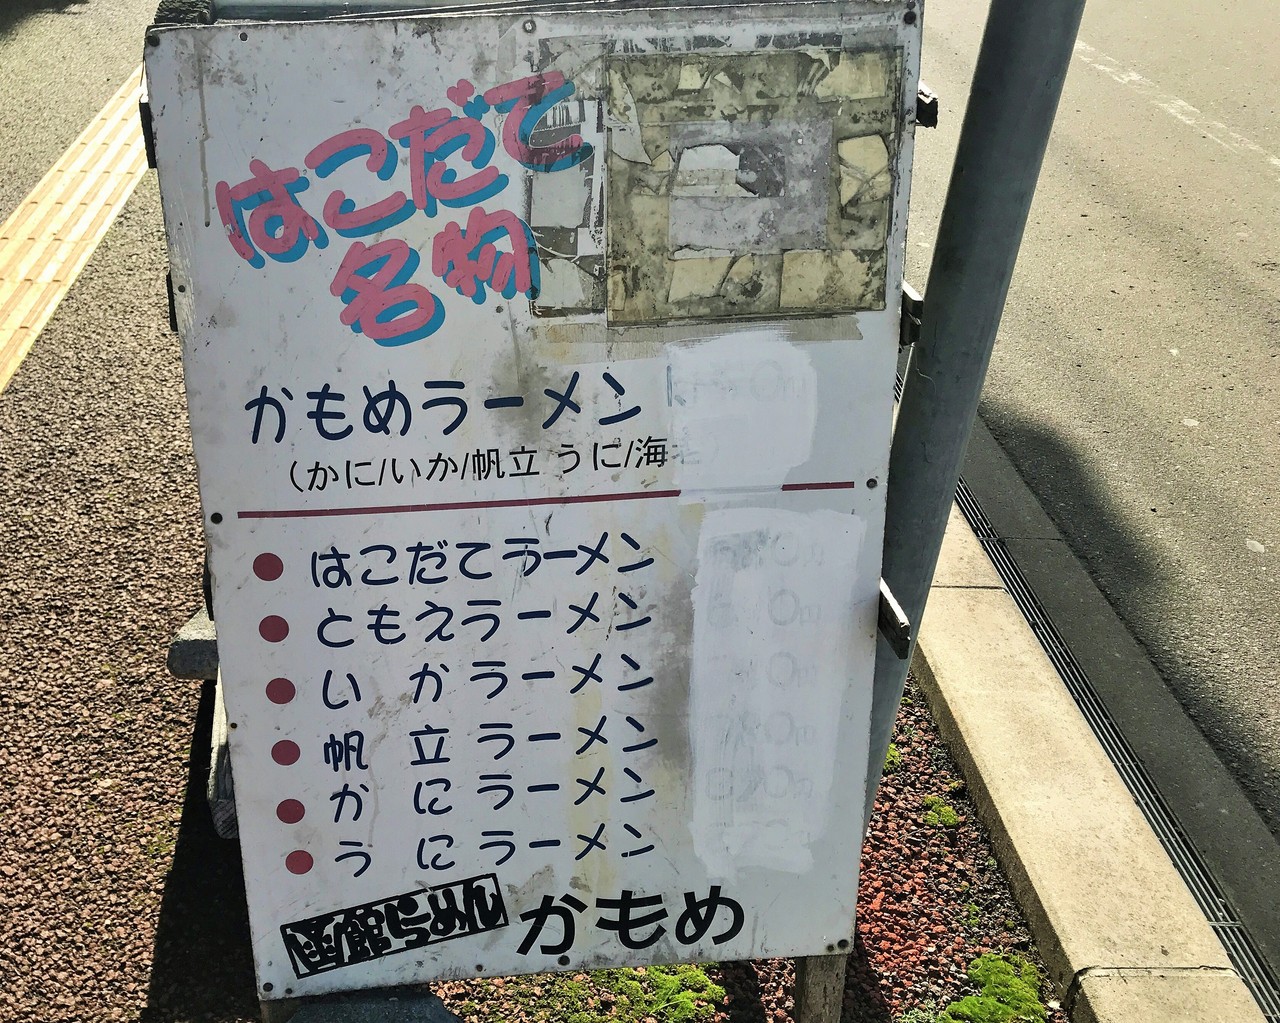 はこだて
名物
かもめラーメン
(かに/いか/帆立 うに/海
はこだてラーメン
ともえラーメン
いかラーメン
帆立ラーメン
かにラーメン
うにラーメン
函館らーめん かもめ